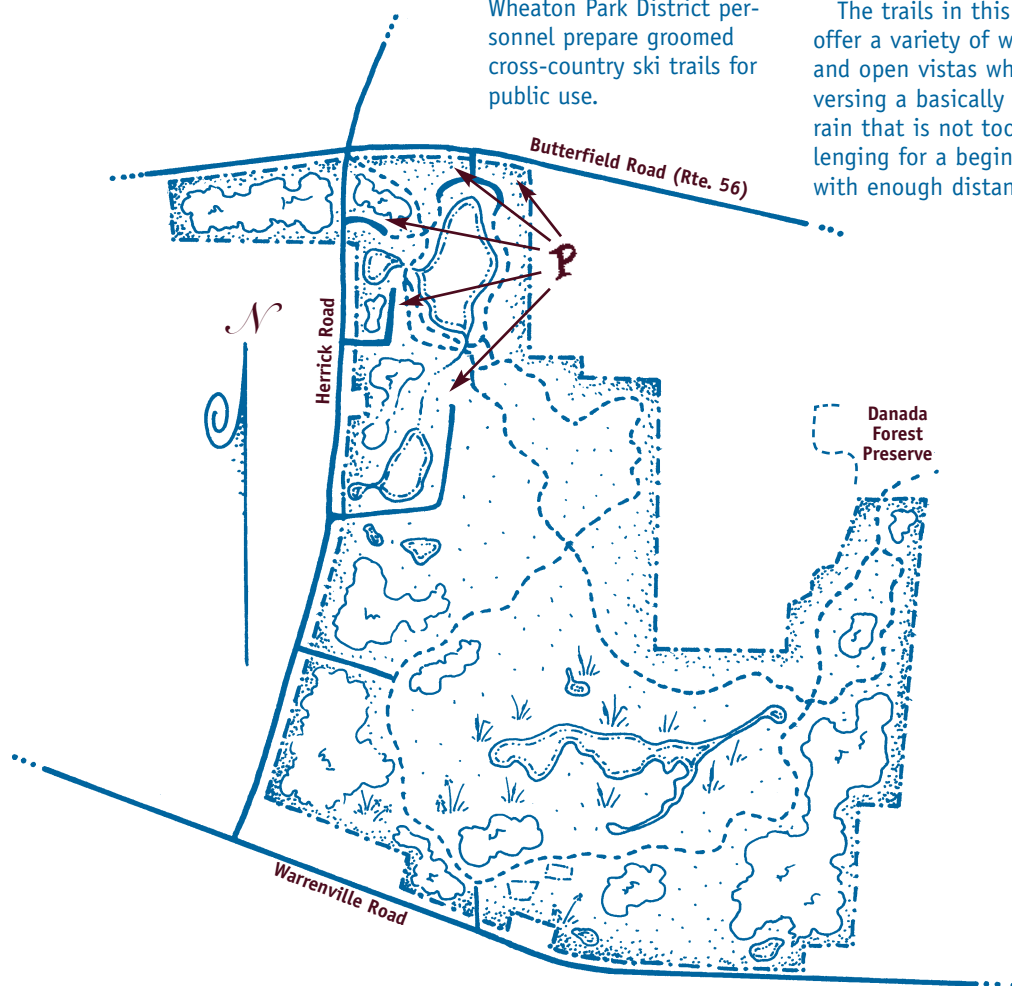 Wheaton Park District per-
sonnel prepare groomed
cross-country ski trails for
public use.
The trails in this
offer a variety of w
and open vistas wh
versing a basically
rain that is not too
lenging for a begin
with enough distan
Butterfield Road (Rte. 56)
P
N
Herrick Road
Danada
Forest
Preserve
Warrenville Road